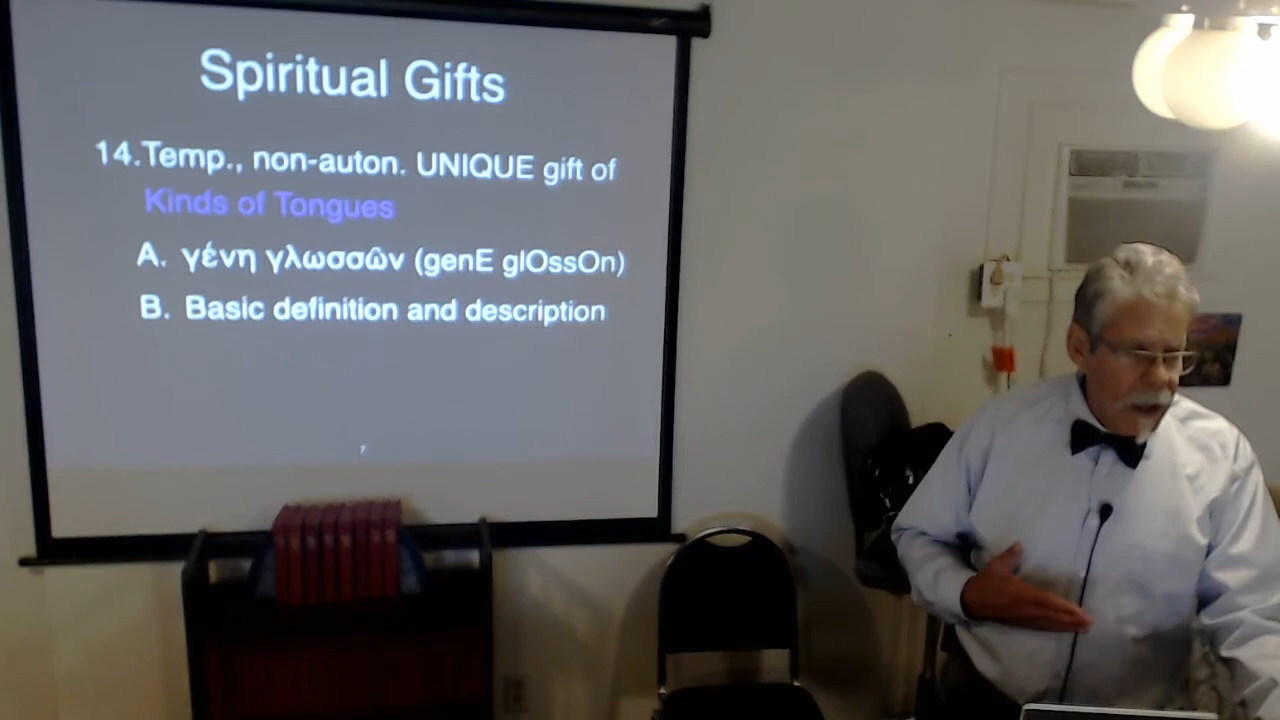 Spiritual Gifts
14. Temp., non-auton. UNIQUE gift of
Kinds of Tongues
A. γένη γλωσσῶν (genE glOssOn)
B. Basic definition and description